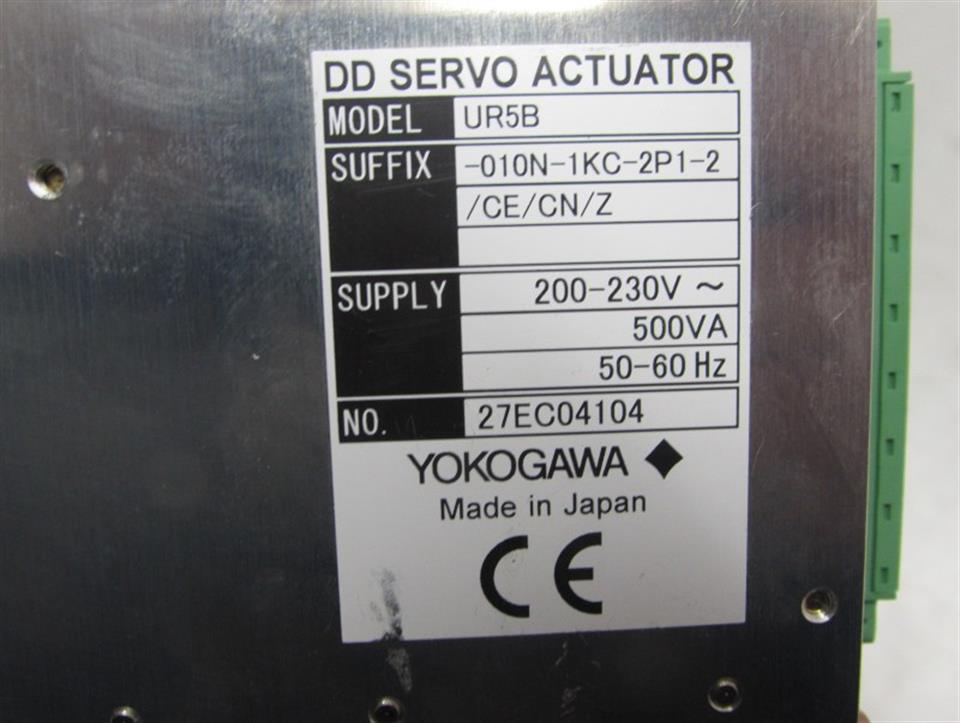 DD SERVO ACTUATOR
MODEL UR5B
SUFFIX -010N-1KC-2P1-2
/CE/CN/Z
SUPPLY 200-230V ~
500VA
50-60 Hz
NO. 27EC04104
YOKOGAWA
Made in Japan
CE